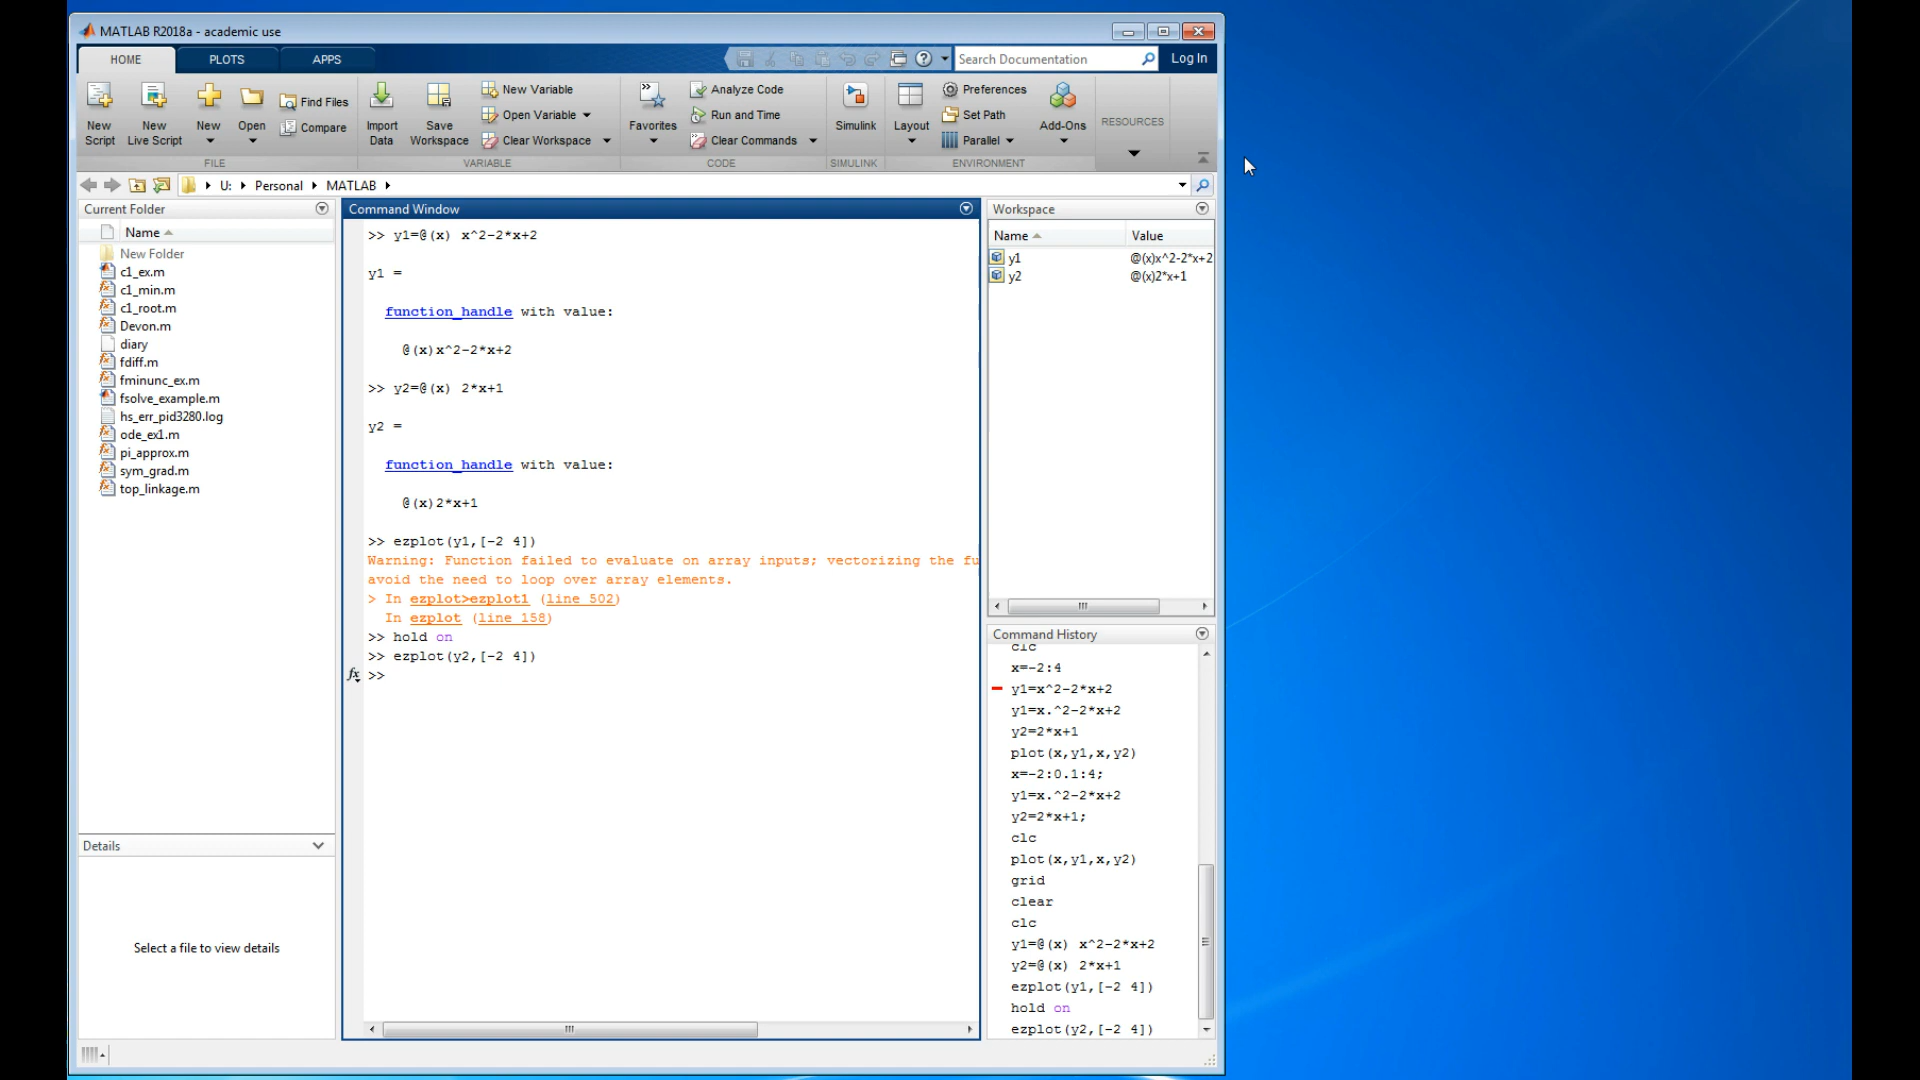 MATLAB R2018a - academic use
HOME
PLOTS
APPS
Search Documentation
Log In
New Script
New Live Script
New
Open
Find Files
Compare
FILE
Import Data
Save Workspace
New Variable
Open Variable
Clear Workspace
VARIABLE
Favorites
Analyze Code
Run and Time
Clear Commands
CODE
Simulink
SIMULINK
Layout
Preferences
Set Path
Parallel
Add-Ons
ENVIRONMENT
RESOURCES
U: Personal MATLAB
Current Folder
Name
New Folder
c1_ex.m
c1_min.m
c1_root.m
Devon.m
diary
fdiff.m
fminunc_ex.m
fsolve_example.m
hs_err_pid3280.log
ode_ex1.m
pi_approx.m
sym_grad.m
top_linkage.m
Details
Select a file to view details
Command Window
>> y1=@(x) x^2-2*x+2
y1 =
function_handle with value:
@(x)x^2-2*x+2
>> y2=@(x) 2*x+1
y2 =
function_handle with value:
@(x)2*x+1
>> ezplot(y1,[-2 4])
Warning: Function failed to evaluate on array inputs; vectorizing the fu
avoid the need to loop over array elements.
> In ezplot>ezplot1 (line 502)
In ezplot (line 158)
>> hold on
>> ezplot(y2,[-2 4])
fx >>
Workspace
Name Value
y1 @(x)x^2-2*x+2
y2 @(x)2*x+1
Command History
clc
x=-2:4
y1=x^2-2*x+2
y1=x.^2-2*x+2
y2=2*x+1
plot(x,y1,x,y2)
x=-2:0.1:4;
y1=x.^2-2*x+2
y2=2*x+1;
clc
plot(x,y1,x,y2)
grid
clear
clc
y1=@(x) x^2-2*x+2
y2=@(x) 2*x+1
ezplot(y1,[-2 4])
hold on
ezplot(y2,[-2 4])